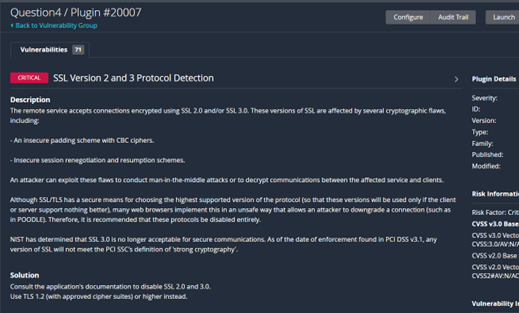 Question4 / Plugin #20007
Configure
Audit Trail
Launch
‹ Back to Vulnerability Group
Vulnerabilities 71
CRITICAL
SSL Version 2 and 3 Protocol Detection
Description
The remote service accepts connections encrypted using SSL 2.0 and/or SSL 3.0. These versions of SSL are affected by several cryptographic flaws,
including:
- An insecure padding scheme with CBC ciphers.
- Insecure session renegotiation and resumption schemes.
An attacker can exploit these flaws to conduct man-in-the-middle attacks or to decrypt communications between the affected service and clients.
Although SSL/TLS has a secure means for choosing the highest supported version of the protocol (so that these versions will be used only if the client
or server support nothing better), many web browsers implement this in an unsafe way that allows an attacker to downgrade a connection (such as
in POODLE). Therefore, it is recommended that these protocols be disabled entirely.
NIST has determined that SSL 3.0 is no longer acceptable for secure communications. As of the date of enforcement found in PCI DSS v3.1, any
version of SSL will not meet the PCI SSC's definition of 'strong cryptography'.
Solution
Consult the application's documentation to disable SSL 2.0 and 3.0.
Use TLS 1.2 (with approved cipher suites) or higher instead.
Plugin Details
Severity:
ID:
Version:
Type:
Family:
Published:
Modified:
Risk Informati
Risk Factor: Crit
CVSS v3.0 Base
CVSS v3.0 Vecto
CVSS:3.0/AV:N/A
CVSS v2.0 Base
CVSS v2.0 Vecto
CVSS2#AV:N/AC
Vulnerability In